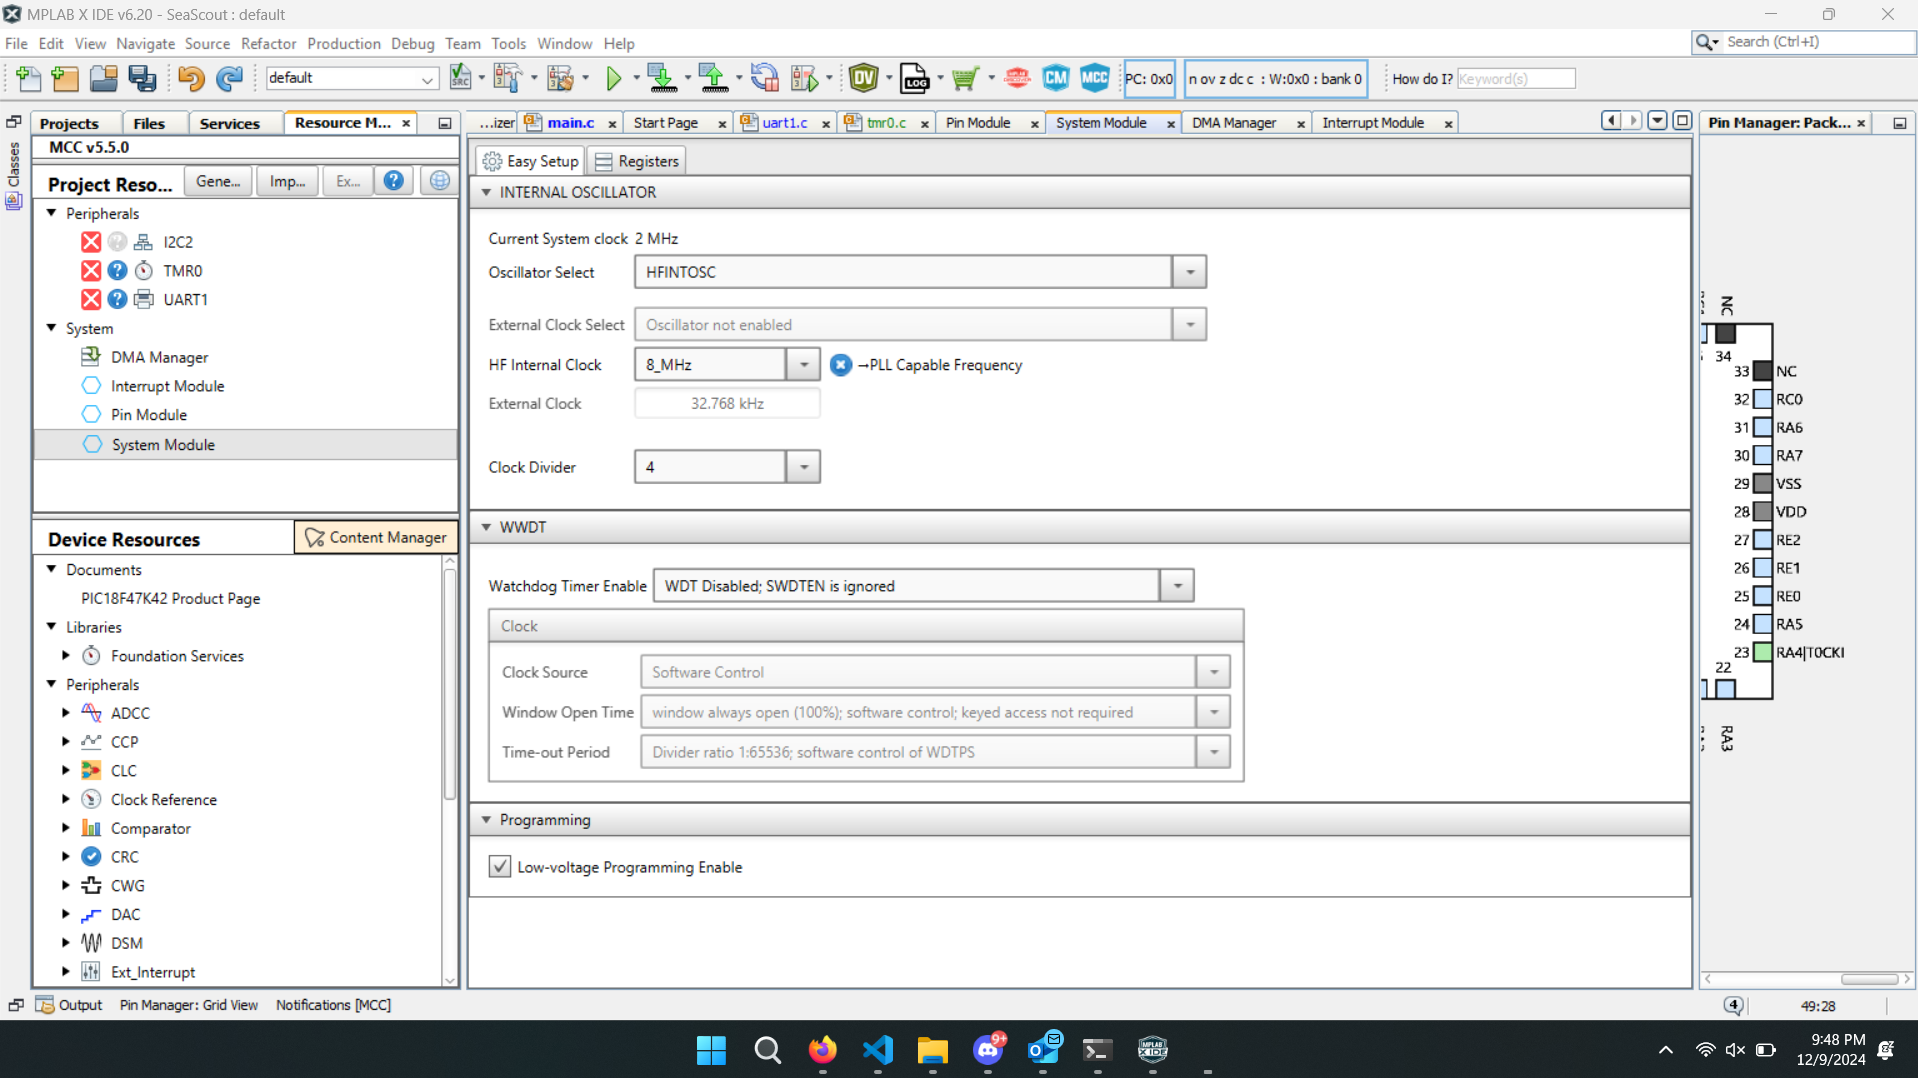 MPLAB X IDE v6.20 - SeaScout : default
File Edit View Navigate Source Refactor Production Debug Team Tools Window Help
Search (Ctrl+I)
default
SRC
DV
LOG
CM
MCC
PC: 0x0
n ov z dc c : W:0x0 : bank 0
How do I?
Keyword(s)
Classes
Projects
Files
Services
Resource M...
MCC v5.5.0
Project Reso...
Gene...
Imp...
Ex...
Peripherals
I2C2
TMR0
UART1
System
DMA Manager
Interrupt Module
Pin Module
System Module
Device Resources
Content Manager
Documents
PIC18F47K42 Product Page
Libraries
Foundation Services
Peripherals
ADCC
CCP
CLC
Clock Reference
Comparator
CRC
CWG
DAC
DSM
Ext_Interrupt
...izer
main.c
Start Page
uart1.c
tmr0.c
Pin Module
System Module
DMA Manager
Interrupt Module
Easy Setup
Registers
INTERNAL OSCILLATOR
Current System clock 2 MHz
Oscillator Select HFINTOSC
External Clock Select Oscillator not enabled
HF Internal Clock 8_MHz →PLL Capable Frequency
External Clock 32.768 kHz
Clock Divider 4
WWDT
Watchdog Timer Enable WDT Disabled; SWDTEN is ignored
Clock
Clock Source Software Control
Window Open Time window always open (100%); software control; keyed access not required
Time-out Period Divider ratio 1:65536; software control of WDTPS
Programming
Low-voltage Programming Enable
Pin Manager: Pack...
NC
34
33 NC
32 RC0
31 RA6
30 RA7
29 VSS
28 VDD
27 RE2
26 RE1
25 RE0
24 RA5
23 RA4|T0CKI
22
RA3
Output
Pin Manager: Grid View
Notifications [MCC]
4
49:28
9+
MPLAB
X IDE
9:48 PM
12/9/2024